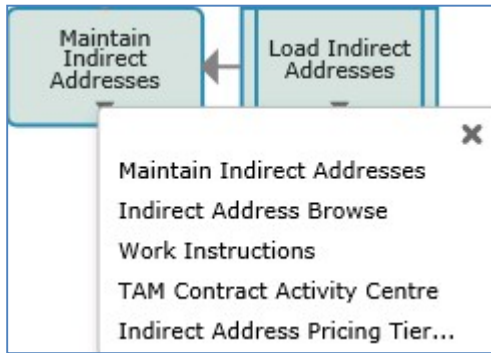 Maintain
Indirect
Addresses
Load Indirect
Addresses
Maintain Indirect Addresses
Indirect Address Browse
Work Instructions
TAM Contract Activity Centre
Indirect Address Pricing Tier...